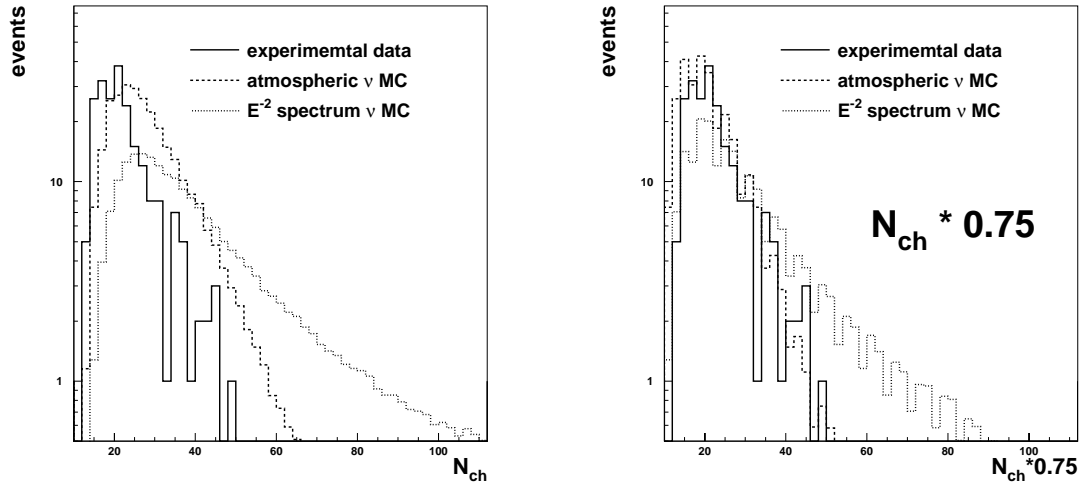 events
experimemtal data
atmospheric ν MC
E⁻² spectrum ν MC
10
1
20
40
60
80
100
N_ch
events
experimemtal data
atmospheric ν MC
E⁻² spectrum ν MC
N_ch * 0.75
10
1
20
40
60
80
100
N_ch*0.75